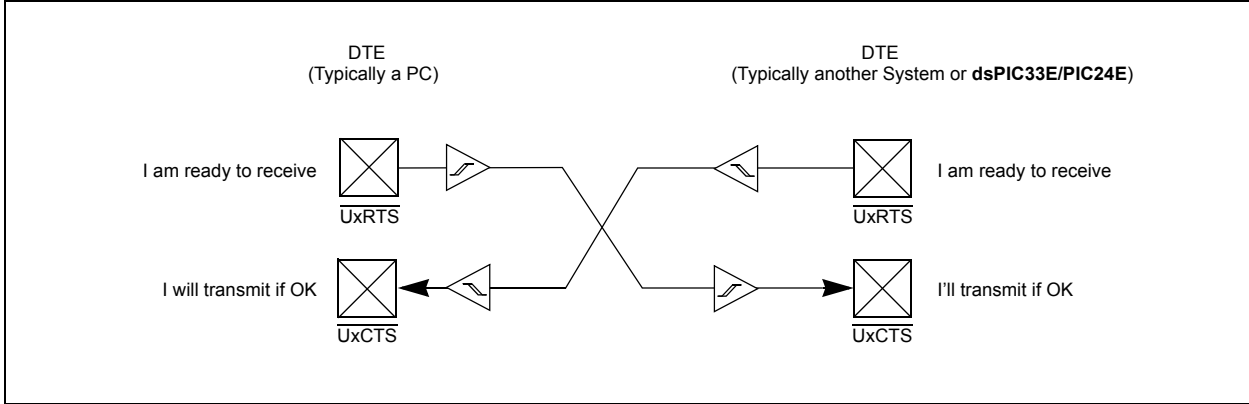 DTE
(Typically a PC)
DTE
(Typically another System or dsPIC33E/PIC24E)
I am ready to receive
I am ready to receive
UxRTS
UxRTS
I will transmit if OK
I'll transmit if OK
UxCTS
UxCTS